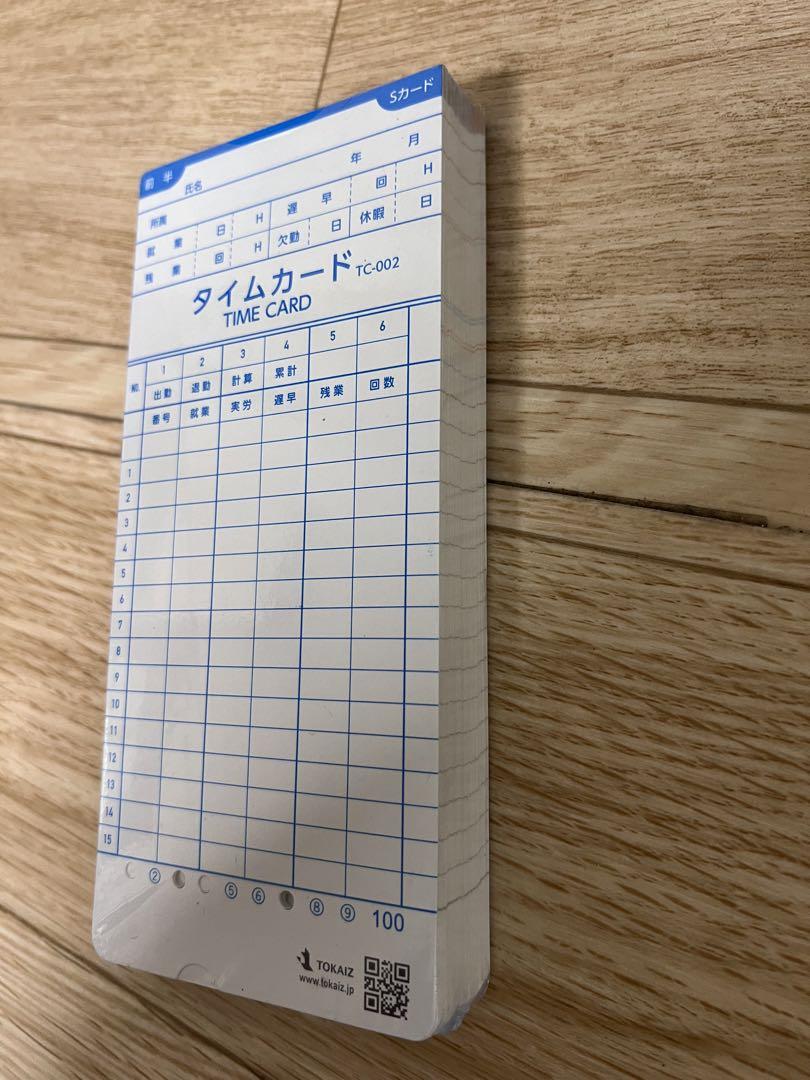 Sカード
前半
氏名 年 月
所属 遅早 回 H
就業 日 H 欠勤 日 休暇 日
残業 回 H
タイムカード TC-002
TIME CARD
1 2 3 4 5 6
NO. 出勤 退勤 計算 累計
番号 就業 実労 遅早 残業 回数
1
2
3
4
5
6
7
8
9
10
11
12
13
14
15
② ⑤ ⑥ ⑧ ⑨ 100
TOKAIZ
www.tokaiz.jp